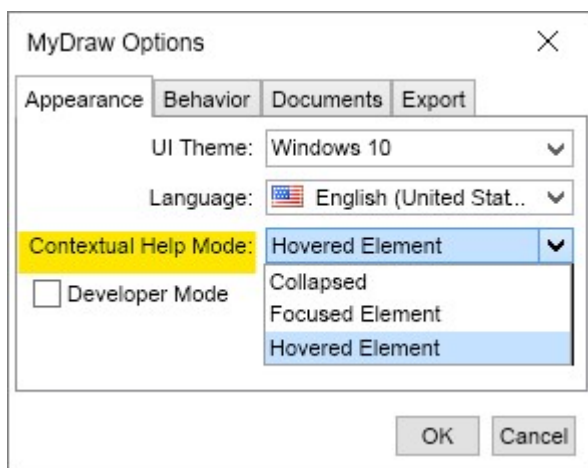 MyDraw Options
Appearance Behavior Documents Export
UI Theme: Windows 10
Language: English (United Stat...
Contextual Help Mode: Hovered Element
Collapsed
Developer Mode
Focused Element
Hovered Element
OK Cancel